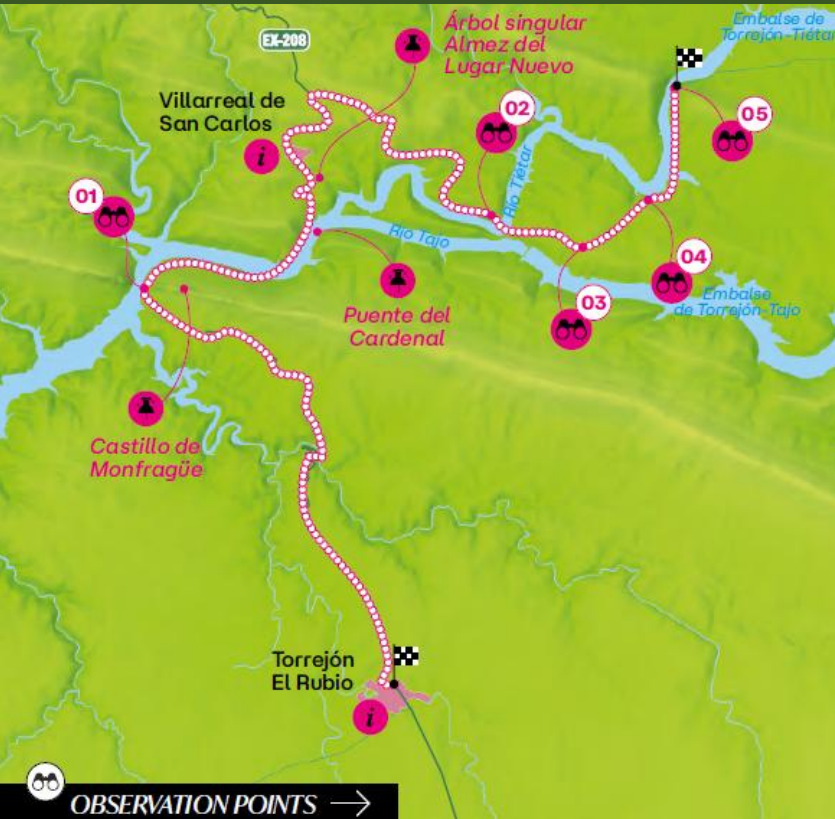 Árbol singular
Almez del
Lugar Nuevo
Embalse de
Torrejón-Tiétar
EX-208
Villarreal de
San Carlos
i
02
05
01
Río Tiétar
Río Tajo
04
03
Embalse
de Torrejón-Tajo
Puente del
Cardenal
Castillo de
Monfragüe
Torrejón
El Rubio
i
OBSERVATION POINTS →